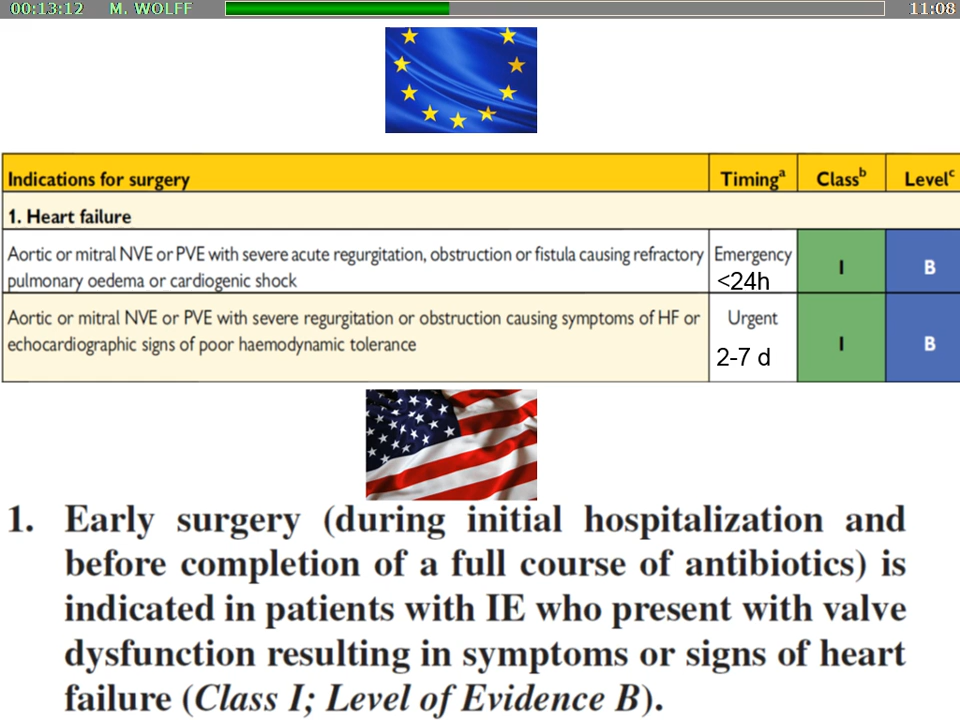 00:13:12 M. WOLFF 11:08
Indications for surgery Timingᵃ Classᵇ Levelᶜ
1. Heart failure
Aortic or mitral NVE or PVE with severe acute regurgitation, obstruction or fistula causing refractory
pulmonary oedema or cardiogenic shock
Emergency
<24h
I B
Aortic or mitral NVE or PVE with severe regurgitation or obstruction causing symptoms of HF or
echocardiographic signs of poor haemodynamic tolerance
Urgent
2-7 d
I B
1. Early surgery (during initial hospitalization and
before completion of a full course of antibiotics) is
indicated in patients with IE who present with valve
dysfunction resulting in symptoms or signs of heart
failure (Class I; Level of Evidence B).